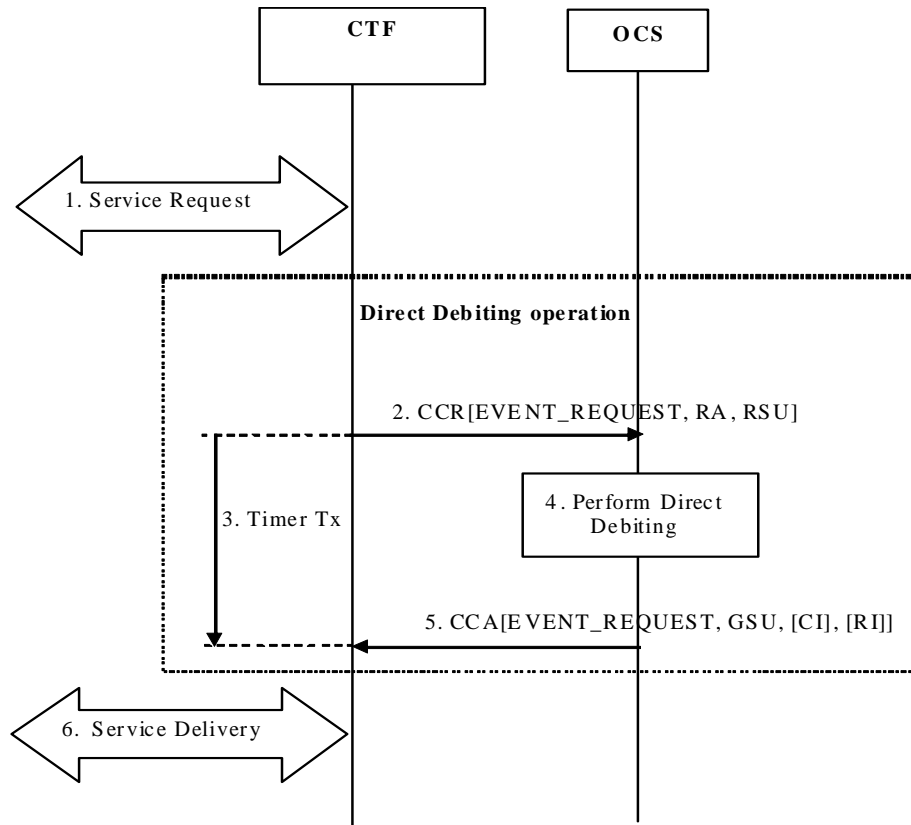 CTF
OCS
1. Service Request
Direct Debiting operation
2. CCR[EVENT_REQUEST, RA, RSU]
3. Timer Tx
4. Perform Direct
Debiting
5. CCA[EVENT_REQUEST, GSU, [CI], [RI]]
6. Service Delivery